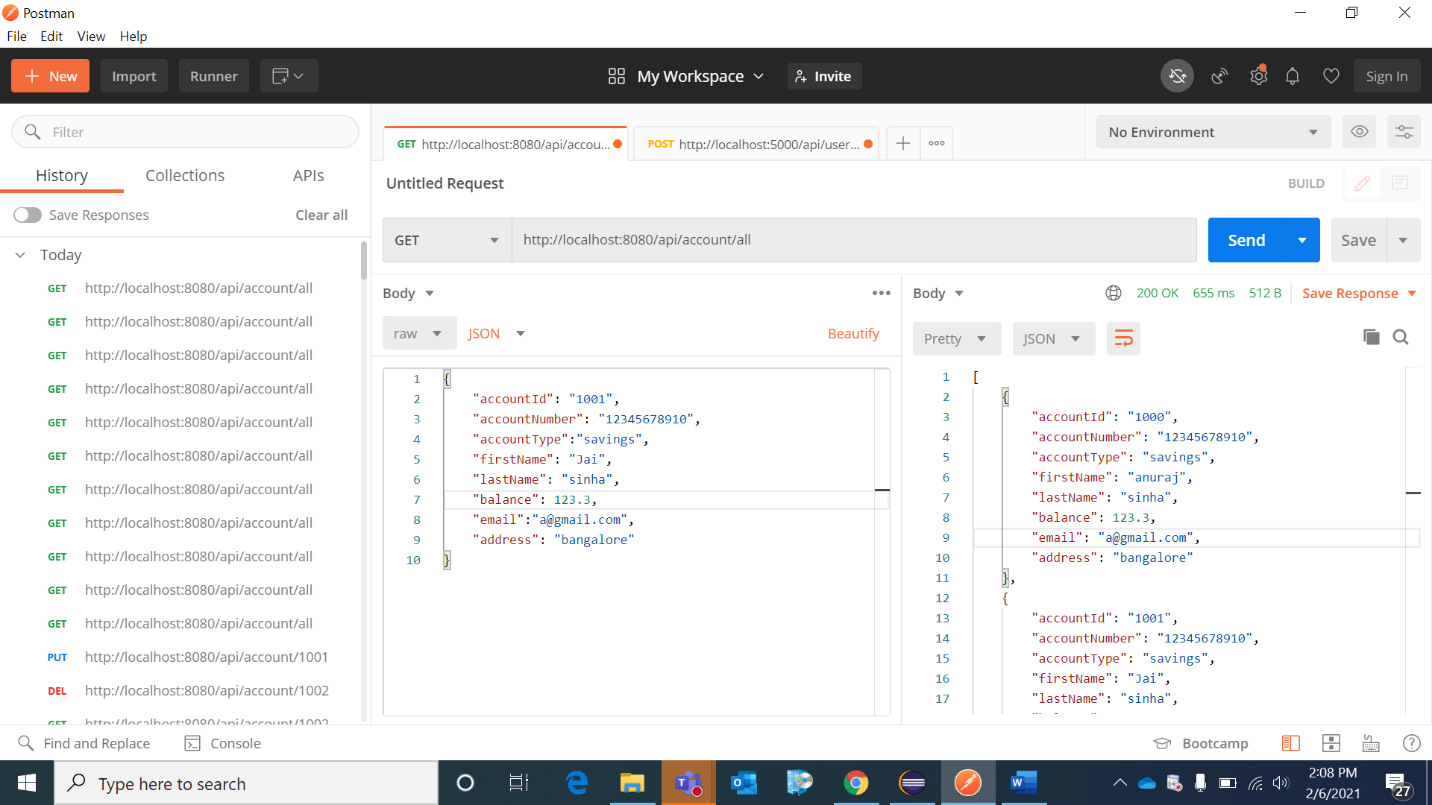 Postman
File Edit View Help
New Import Runner My Workspace Invite Sign In
Filter
GET http://localhost:8080/api/accou... POST http://localhost:5000/api/user... No Environment
History Collections APIs
Untitled Request BUILD
Save Responses Clear all
GET http://localhost:8080/api/account/all Send Save
Today
GET http://localhost:8080/api/account/all
GET http://localhost:8080/api/account/all
GET http://localhost:8080/api/account/all
GET http://localhost:8080/api/account/all
GET http://localhost:8080/api/account/all
GET http://localhost:8080/api/account/all
GET http://localhost:8080/api/account/all
GET http://localhost:8080/api/account/all
GET http://localhost:8080/api/account/all
GET http://localhost:8080/api/account/all
GET http://localhost:8080/api/account/all
PUT http://localhost:8080/api/account/1001
DEL http://localhost:8080/api/account/1002
GET http://localhost:8080/api/account/1002
Body
raw JSON Beautify
1 {
2 "accountId": "1001",
3 "accountNumber": "12345678910",
4 "accountType":"savings",
5 "firstName": "Jai",
6 "lastName": "sinha",
7 "balance": 123.3,
8 "email":"a@gmail.com",
9 "address": "bangalore"
10 }
Body 200 OK 655 ms 512 B Save Response
Pretty JSON
1 [
2 {
3 "accountId": "1000",
4 "accountNumber": "12345678910",
5 "accountType": "savings",
6 "firstName": "anuraj",
7 "lastName": "sinha",
8 "balance": 123.3,
9 "email": "a@gmail.com",
10 "address": "bangalore"
11 },
12 {
13 "accountId": "1001",
14 "accountNumber": "12345678910",
15 "accountType": "savings",
16 "firstName": "Jai",
17 "lastName": "sinha",
Find and Replace Console Bootcamp
Type here to search
2:08 PM
2/6/2021
27